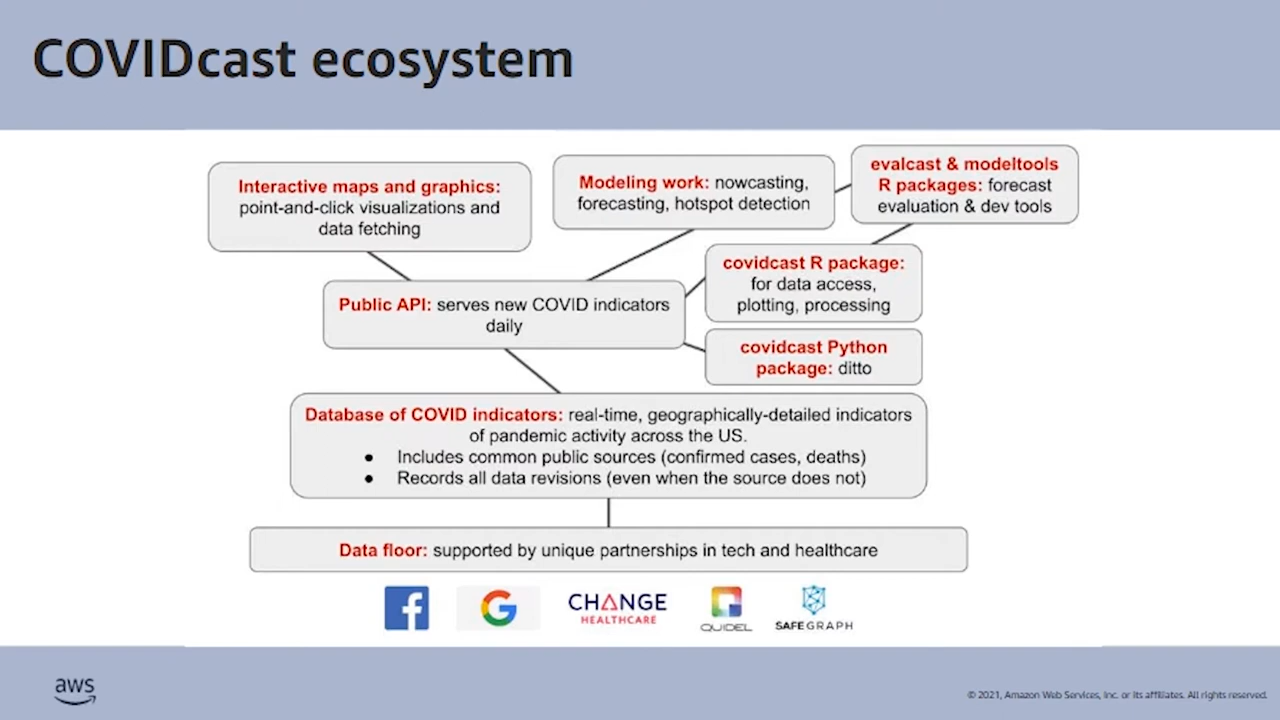 COVIDcast ecosystem
Interactive maps and graphics:
point-and-click visualizations and
data fetching
Modeling work: nowcasting,
forecasting, hotspot detection
evalcast & modeltools
R packages: forecast
evaluation & dev tools
Public API: serves new COVID indicators
daily
covidcast R package:
for data access,
plotting, processing
covidcast Python
package: ditto
Database of COVID indicators: real-time, geographically-detailed indicators
of pandemic activity across the US.
● Includes common public sources (confirmed cases, deaths)
● Records all data revisions (even when the source does not)
Data floor: supported by unique partnerships in tech and healthcare
CHANGE
HEALTHCARE
QUIDEL
SAFEGRAPH
aws
© 2021, Amazon Web Services, Inc. or its affiliates. All rights reserved.